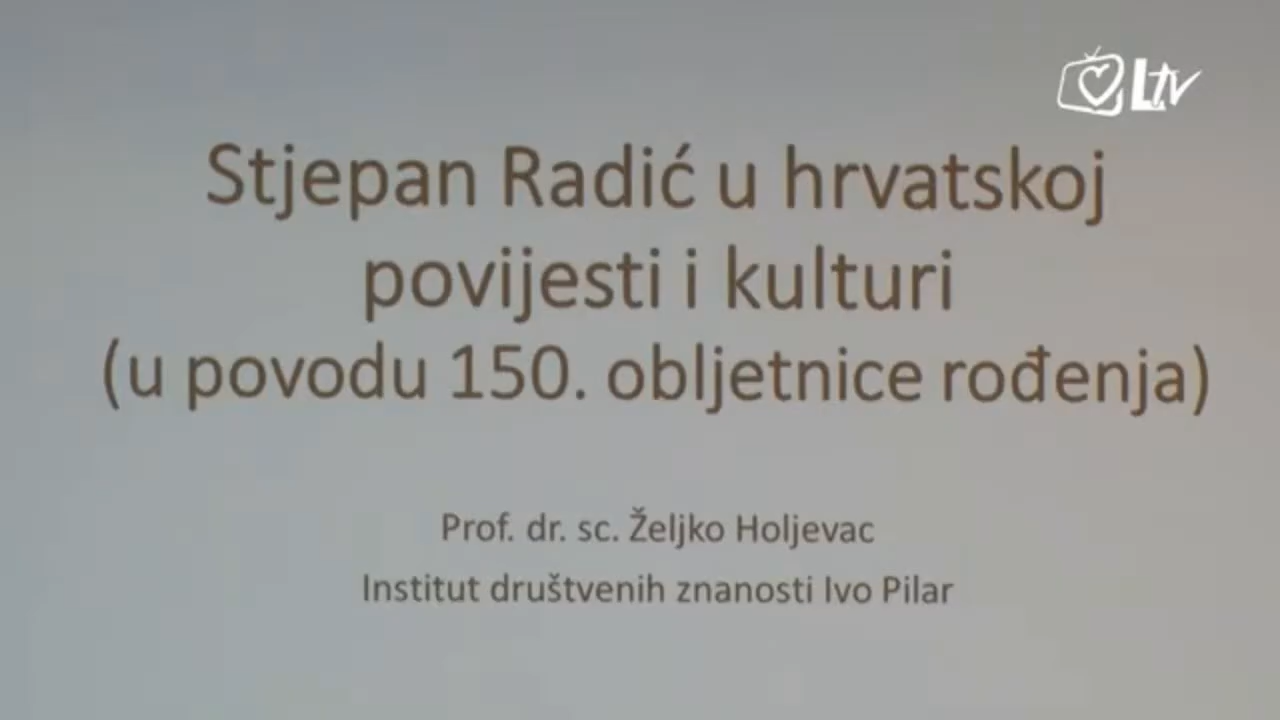 LTV
Stjepan Radić u hrvatskoj
povijesti i kulturi
(u povodu 150. obljetnice rođenja)
Prof. dr. sc. Željko Holjevac
Institut društvenih znanosti Ivo Pilar